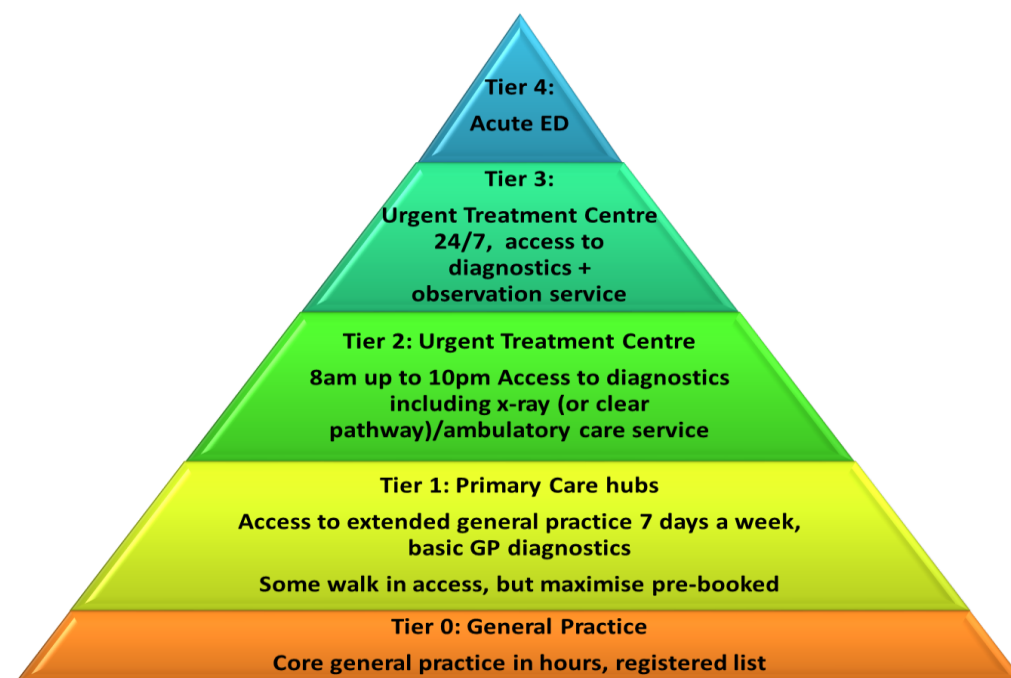 Tier 4:
Acute ED
Tier 3:
Urgent Treatment Centre
24/7, access to
diagnostics +
observation service
Tier 2: Urgent Treatment Centre
8am up to 10pm Access to diagnostics
including x-ray (or clear
pathway)/ambulatory care service
Tier 1: Primary Care hubs
Access to extended general practice 7 days a week,
basic GP diagnostics
Some walk in access, but maximise pre-booked
Tier 0: General Practice
Core general practice in hours, registered list